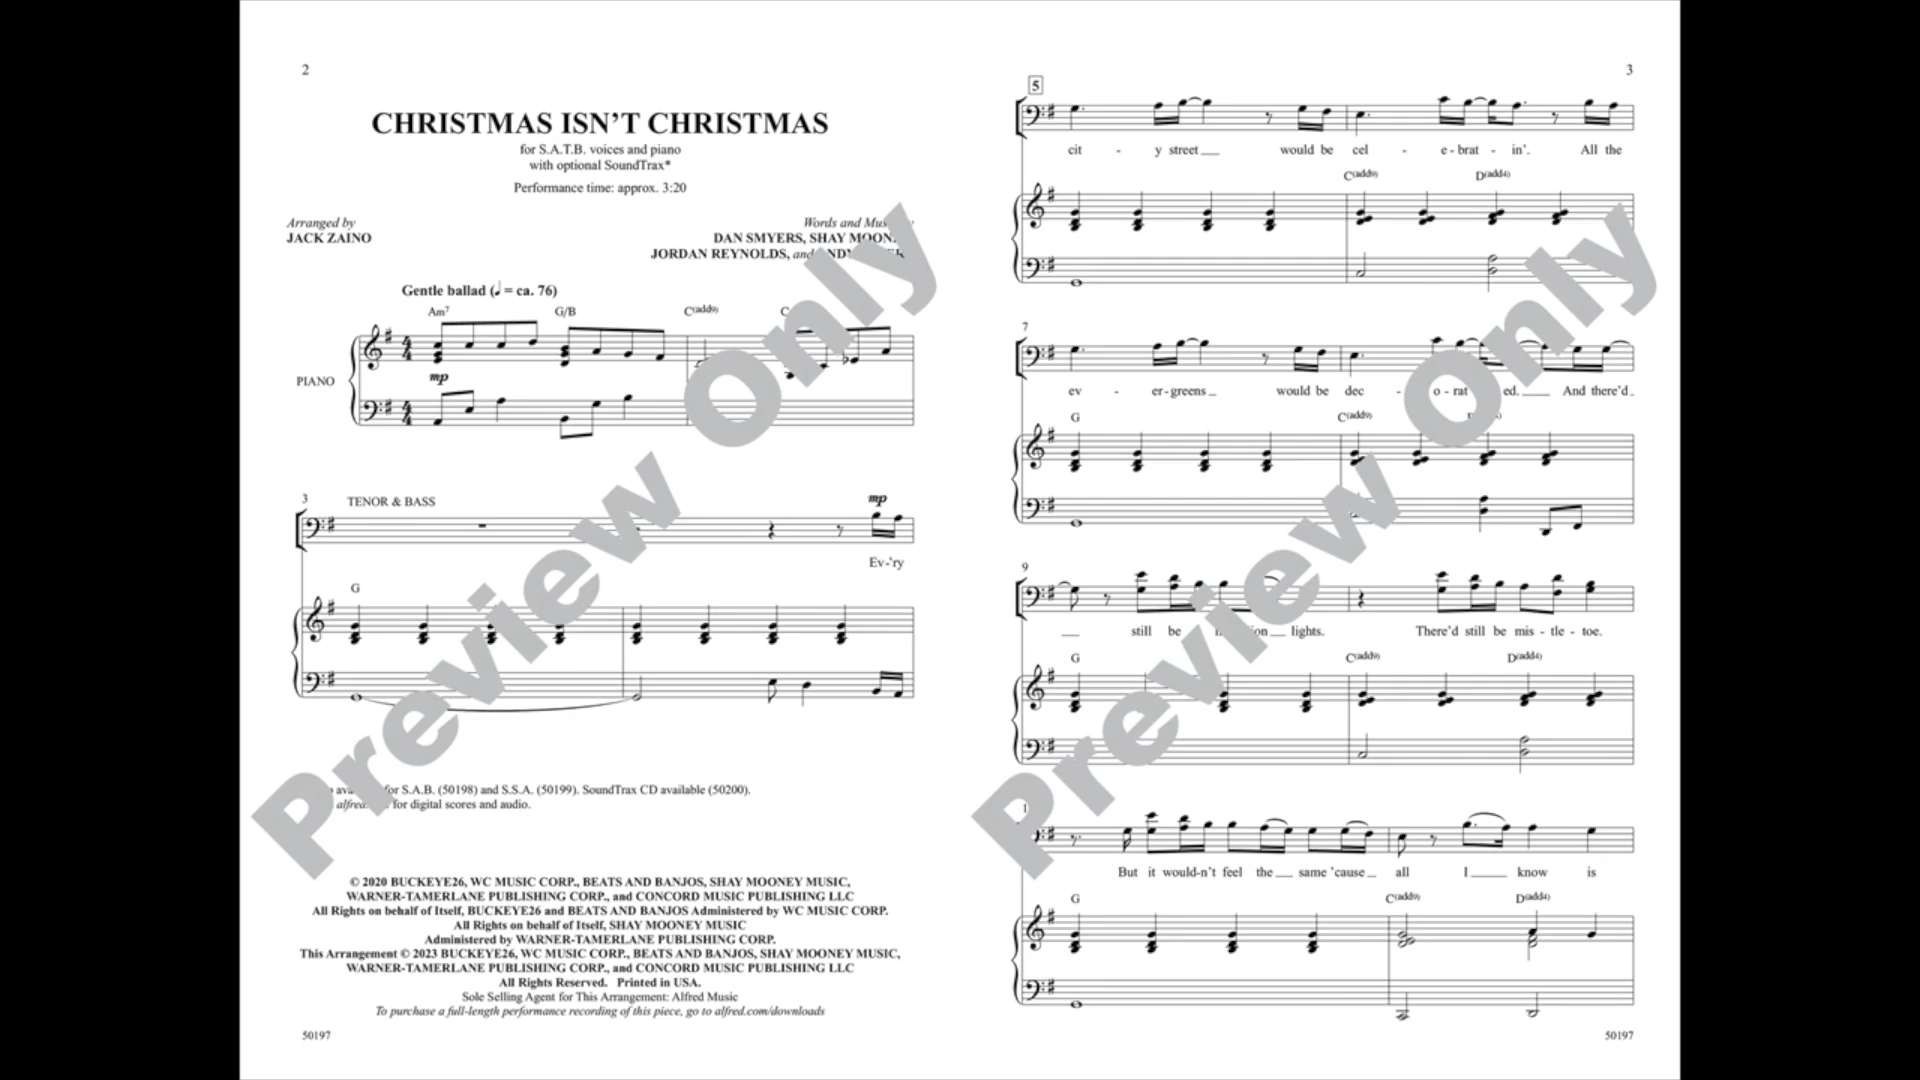 2
CHRISTMAS ISN'T CHRISTMAS
for S.A.T.B. voices and piano
with optional SoundTrax*
Performance time: approx. 3:20
Arranged by
JACK ZAINO
Words and
DAN SMYERS, SHAY
JORDAN REYNOLDS, and
Gentle ballad (♩ = ca. 76)
Am7 G/B C(add9)
PIANO
mp
3 TENOR & BASS mp
Ev-'ry
G
for S.A.B. (50198) and S.S.A. (50199). SoundTrax CD available (50200).
for digital scores and audio.
© 2020 BUCKEYE26, WC MUSIC CORP., BEATS AND BANJOS, SHAY MOONEY MUSIC,
WARNER-TAMERLANE PUBLISHING CORP., and CONCORD MUSIC PUBLISHING LLC
All Rights on behalf of Itself, BUCKEYE26 and BEATS AND BANJOS Administered by WC MUSIC CORP.
All Rights on behalf of Itself, SHAY MOONEY MUSIC
Administered by WARNER-TAMERLANE PUBLISHING CORP.
This Arrangement © 2023 BUCKEYE26, WC MUSIC CORP., BEATS AND BANJOS, SHAY MOONEY MUSIC,
WARNER-TAMERLANE PUBLISHING CORP., and CONCORD MUSIC PUBLISHING LLC
All Rights Reserved. Printed in USA.
Sole Selling Agent for This Arrangement: Alfred Music
To purchase a full-length performance recording of this piece, go to alfred.com/downloads
50197
Preview Only
3
5
cit - y street would be cel - e - brat - in'. All the
C(add9) D(add4)
7
ev - er-greens would be dec - o - rat ed. And there'd
G C(add9)
9
still be lights. There'd still be mis - tle - toe.
G C(add9) D(add4)
But it would-n't feel the same 'cause all I know is
G C(add9) D(add4)
50197
Preview Only